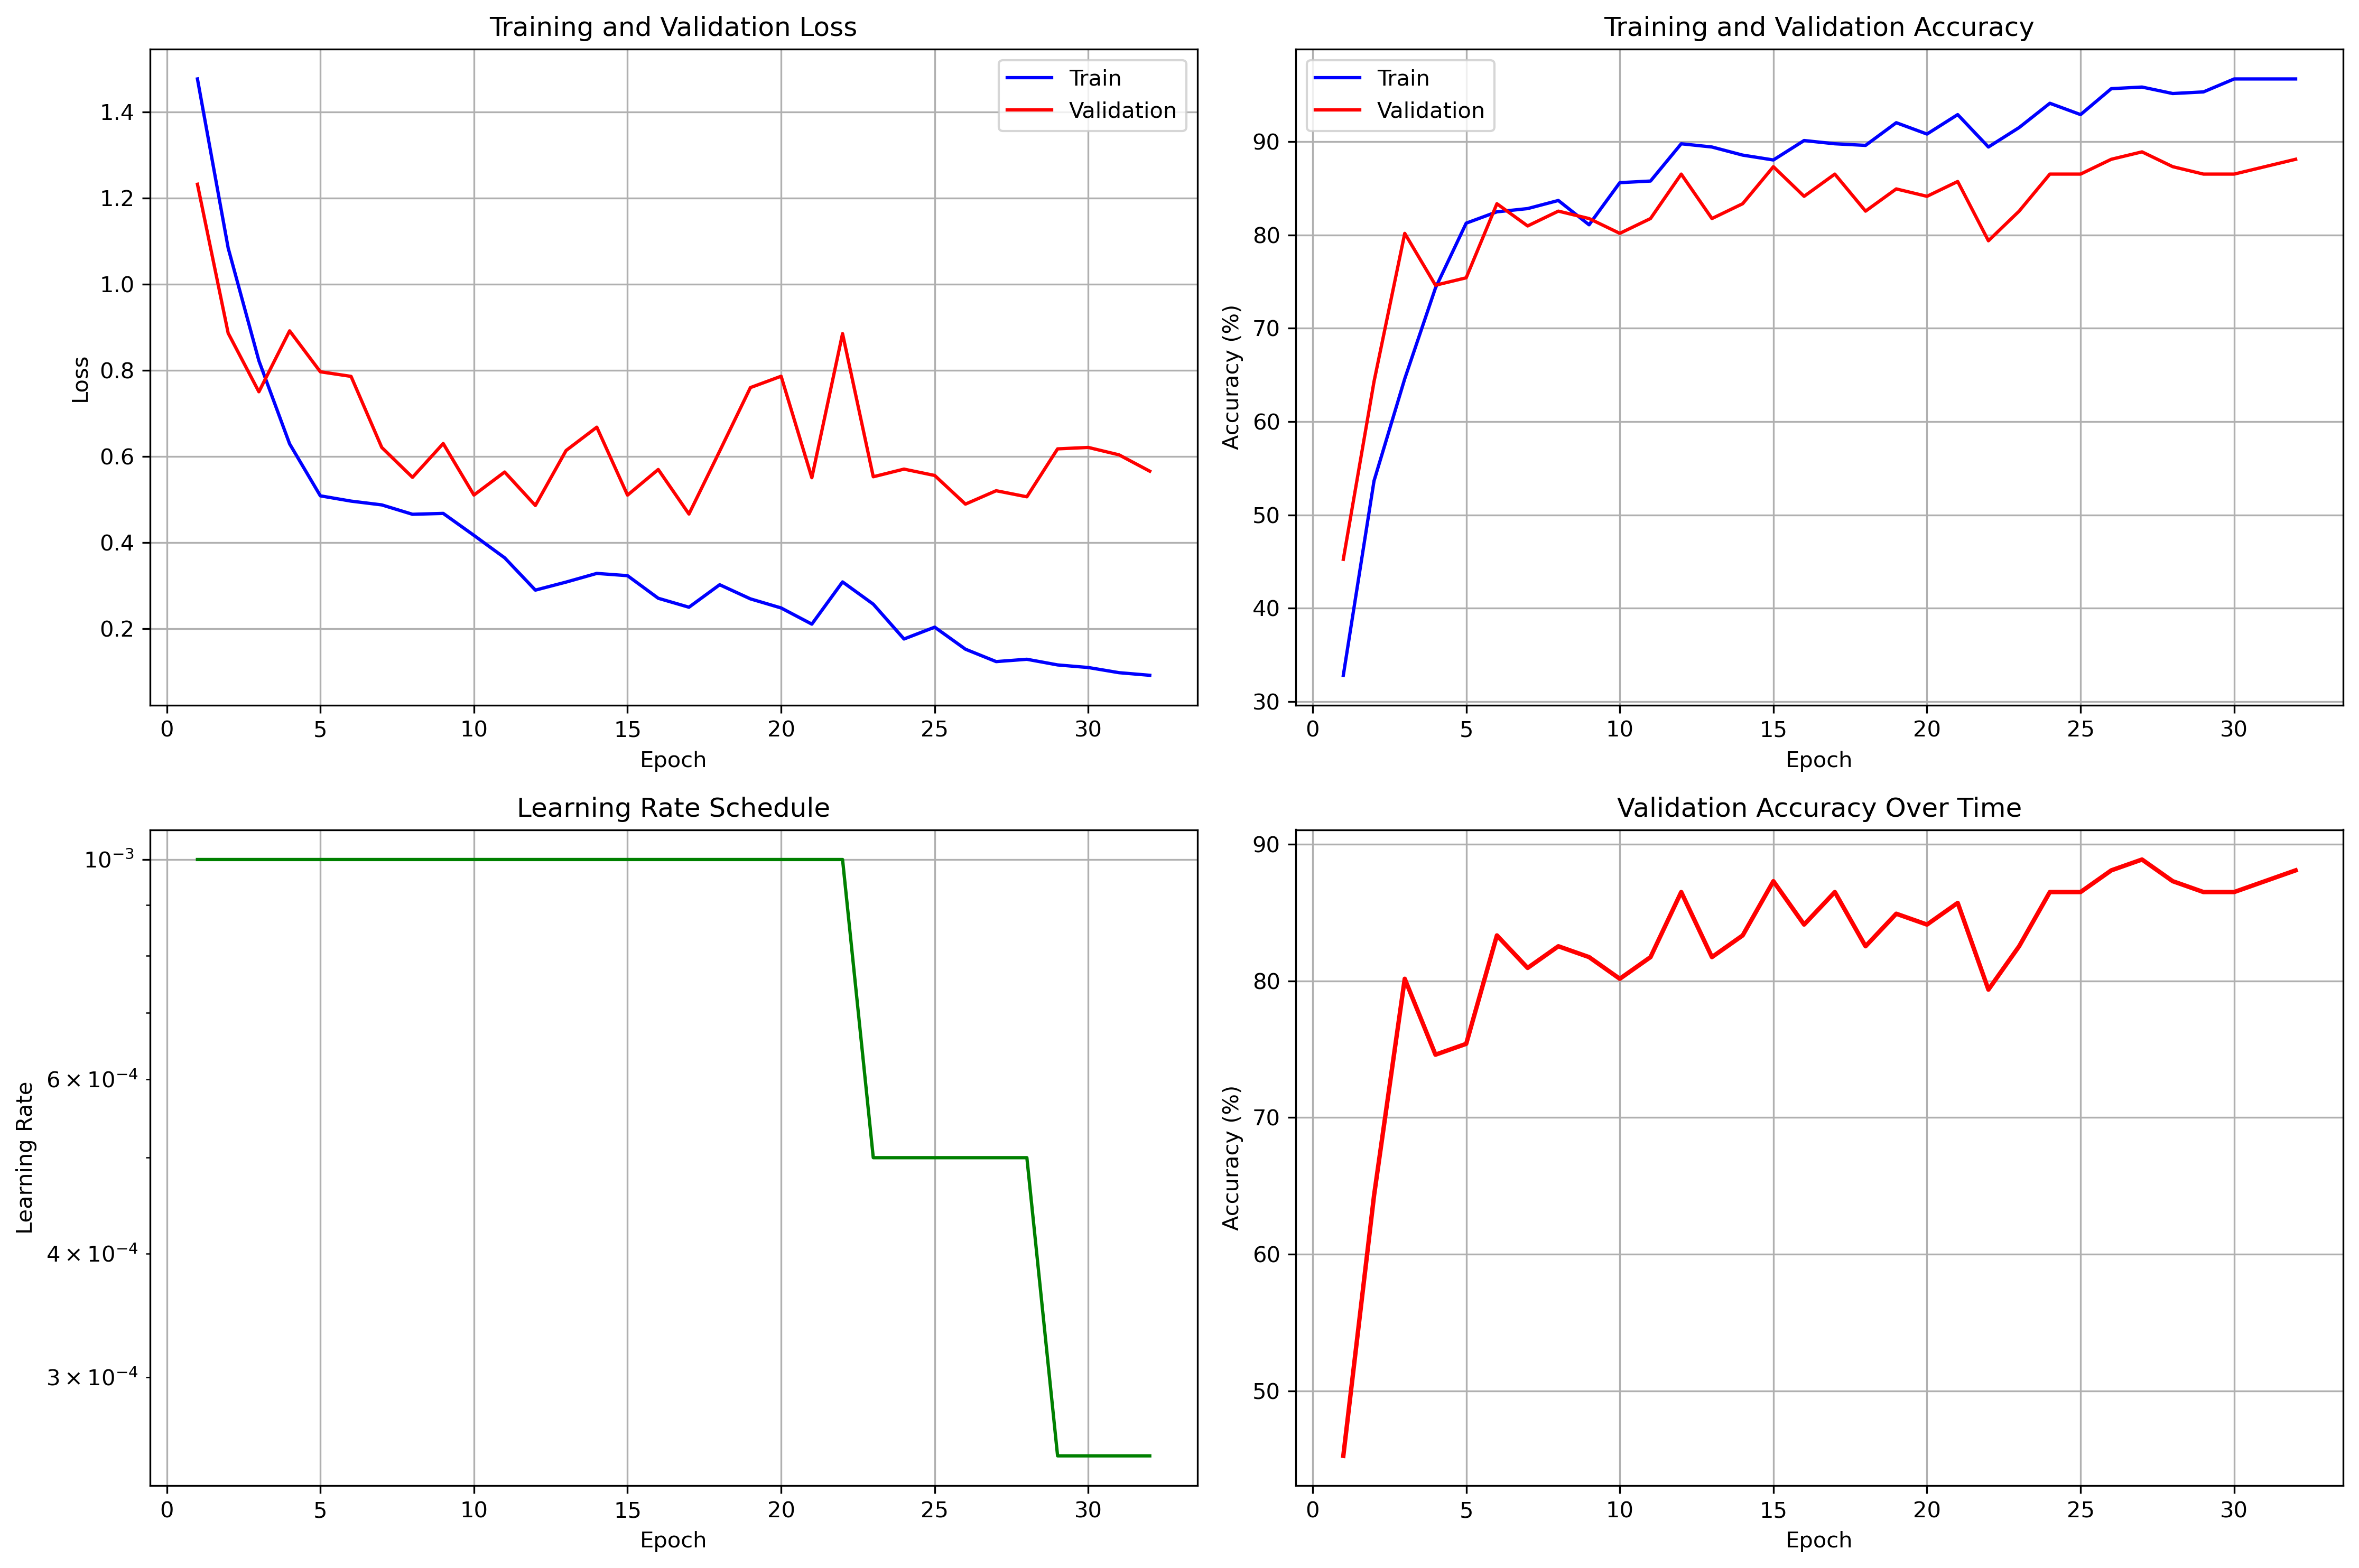 Training and Validation Loss
Train
Validation
1.4
1.2
1.0
0.8
0.6
0.4
0.2
Loss
0 5 10 15 20 25 30
Epoch
Training and Validation Accuracy
Train
Validation
90
80
70
60
50
40
30
Accuracy (%)
0 5 10 15 20 25 30
Epoch
Learning Rate Schedule
10⁻³
6 × 10⁻⁴
4 × 10⁻⁴
3 × 10⁻⁴
Learning Rate
0 5 10 15 20 25 30
Epoch
Validation Accuracy Over Time
90
80
70
60
50
Accuracy (%)
0 5 10 15 20 25 30
Epoch